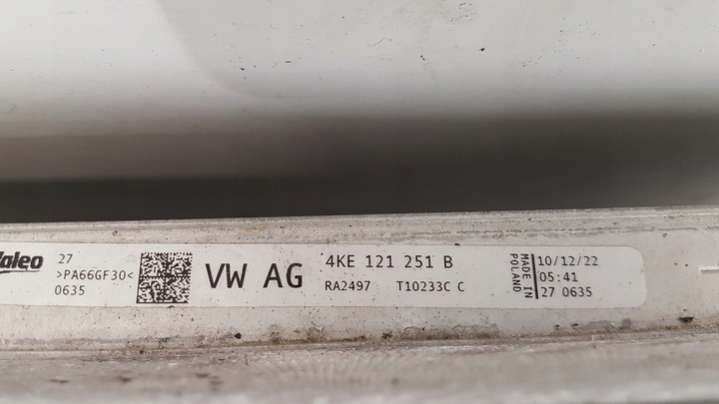 Valeo
27
>PA66GF30<
0635
VW AG
4KE 121 251 B
RA2497 T10233C C
MADE IN
POLAND
10/12/22
05:41
27 0635